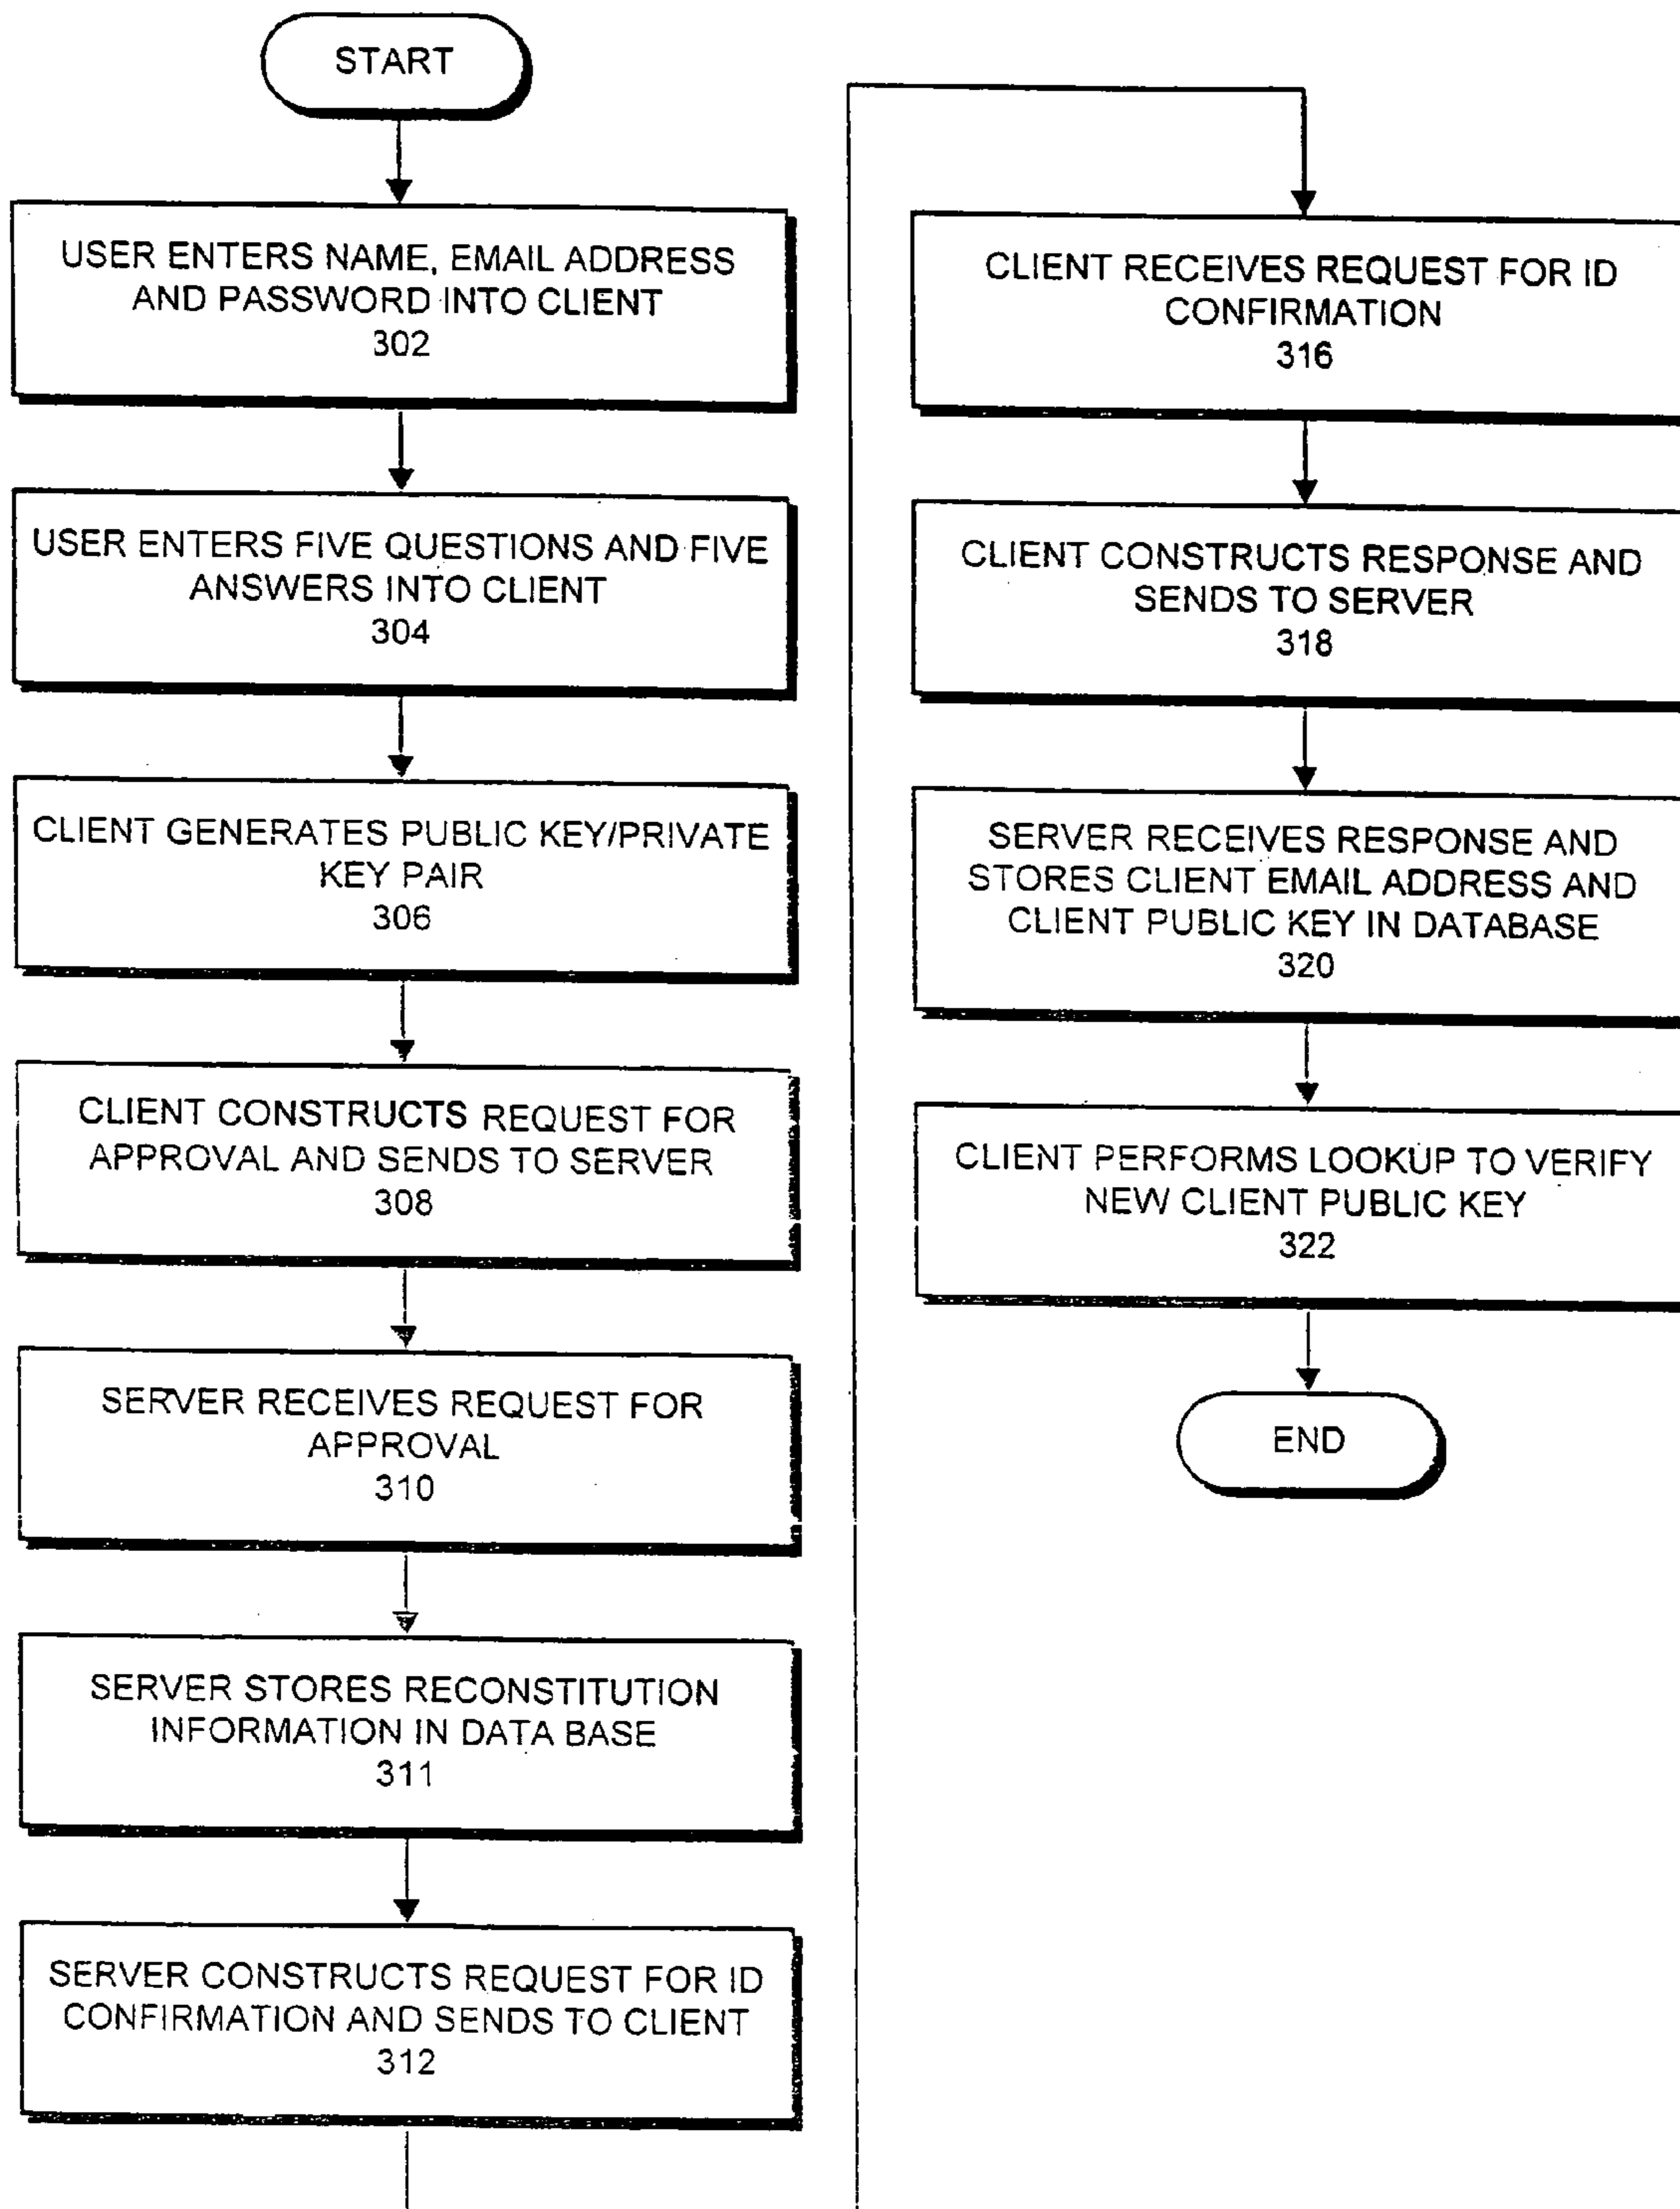 START
USER ENTERS NAME, EMAIL ADDRESS
AND PASSWORD INTO CLIENT
302
USER ENTERS FIVE QUESTIONS AND FIVE
ANSWERS INTO CLIENT
304
CLIENT GENERATES PUBLIC KEY/PRIVATE
KEY PAIR
306
CLIENT CONSTRUCTS REQUEST FOR
APPROVAL AND SENDS TO SERVER
308
SERVER RECEIVES REQUEST FOR
APPROVAL
310
SERVER STORES RECONSTITUTION
INFORMATION IN DATA BASE
311
SERVER CONSTRUCTS REQUEST FOR ID
CONFIRMATION AND SENDS TO CLIENT
312
CLIENT RECEIVES REQUEST FOR ID
CONFIRMATION
316
CLIENT CONSTRUCTS RESPONSE AND
SENDS TO SERVER
318
SERVER RECEIVES RESPONSE AND
STORES CLIENT EMAIL ADDRESS AND
CLIENT PUBLIC KEY IN DATABASE
320
CLIENT PERFORMS LOOKUP TO VERIFY
NEW CLIENT PUBLIC KEY
322
END